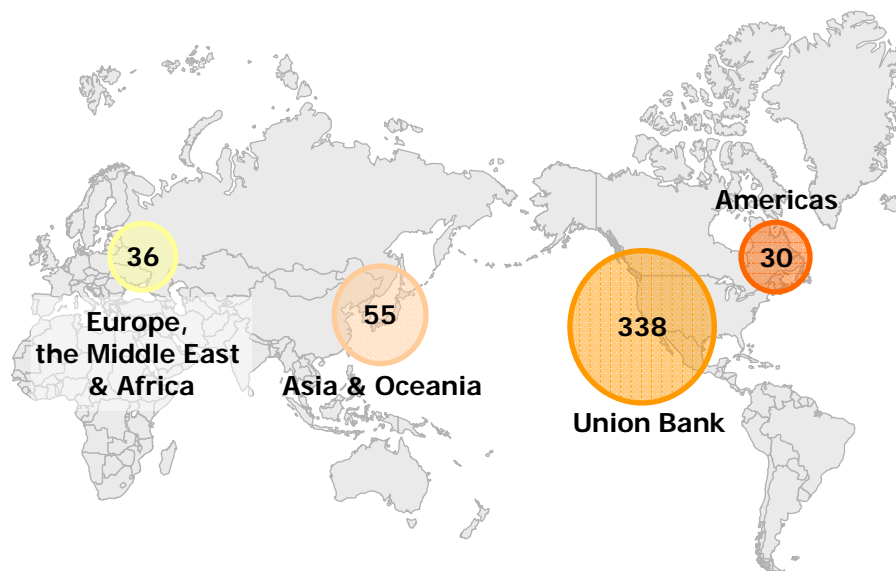 36
Europe,
the Middle East
& Africa
55
Asia & Oceania
338
Union Bank
Americas
30